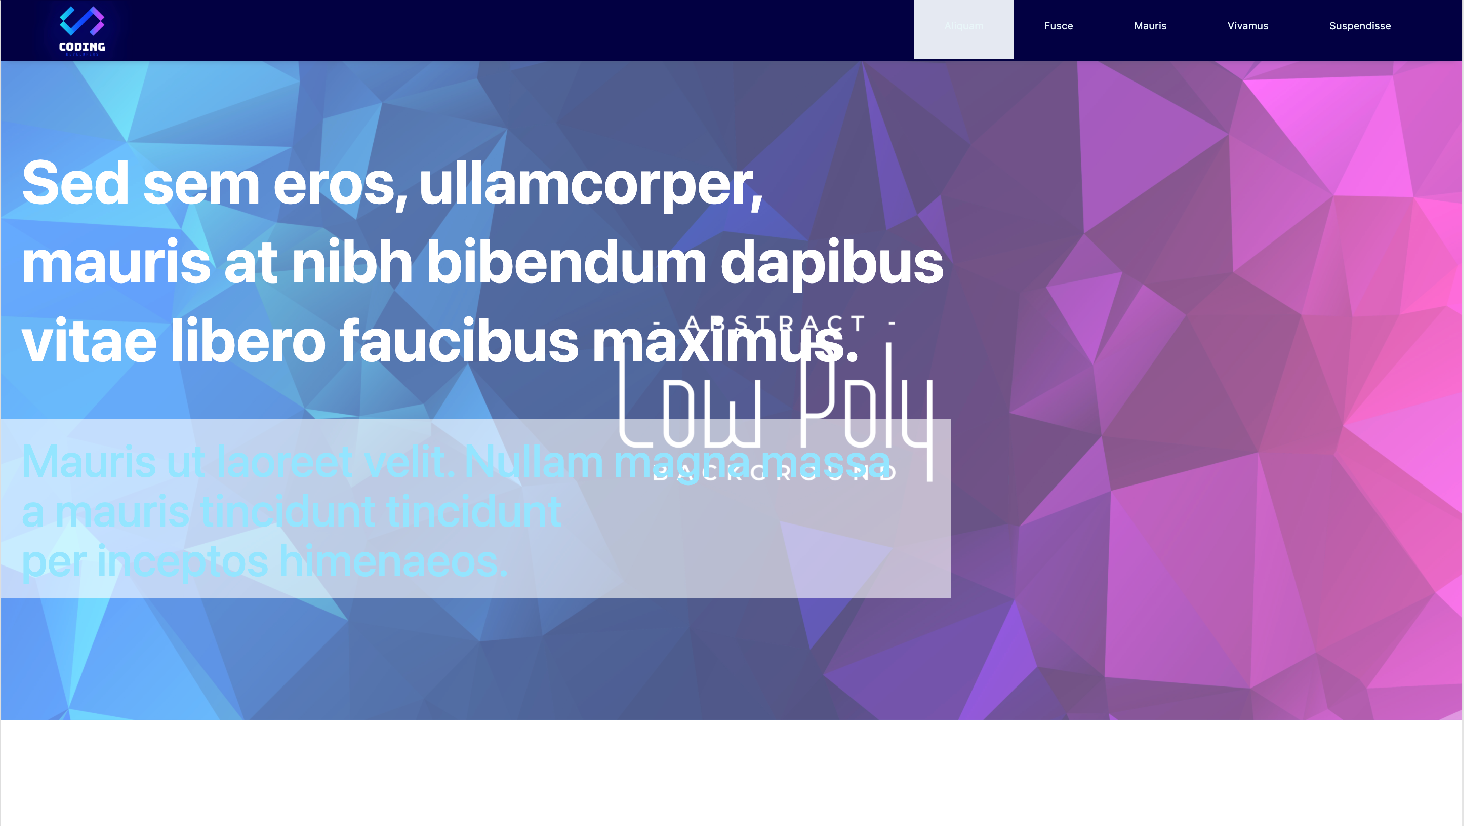 CODING
Aliquam Fusce Mauris Vivamus Suspendisse
Sed sem eros, ullamcorper,
mauris at nibh bibendum dapibus
vitae libero faucibus maximus.
- ABSTRACT -
Low Poly
BACKGROUND
Mauris ut laoreet velit. Nullam magna massa
a mauris tincidunt tincidunt
per inceptos himenaeos.